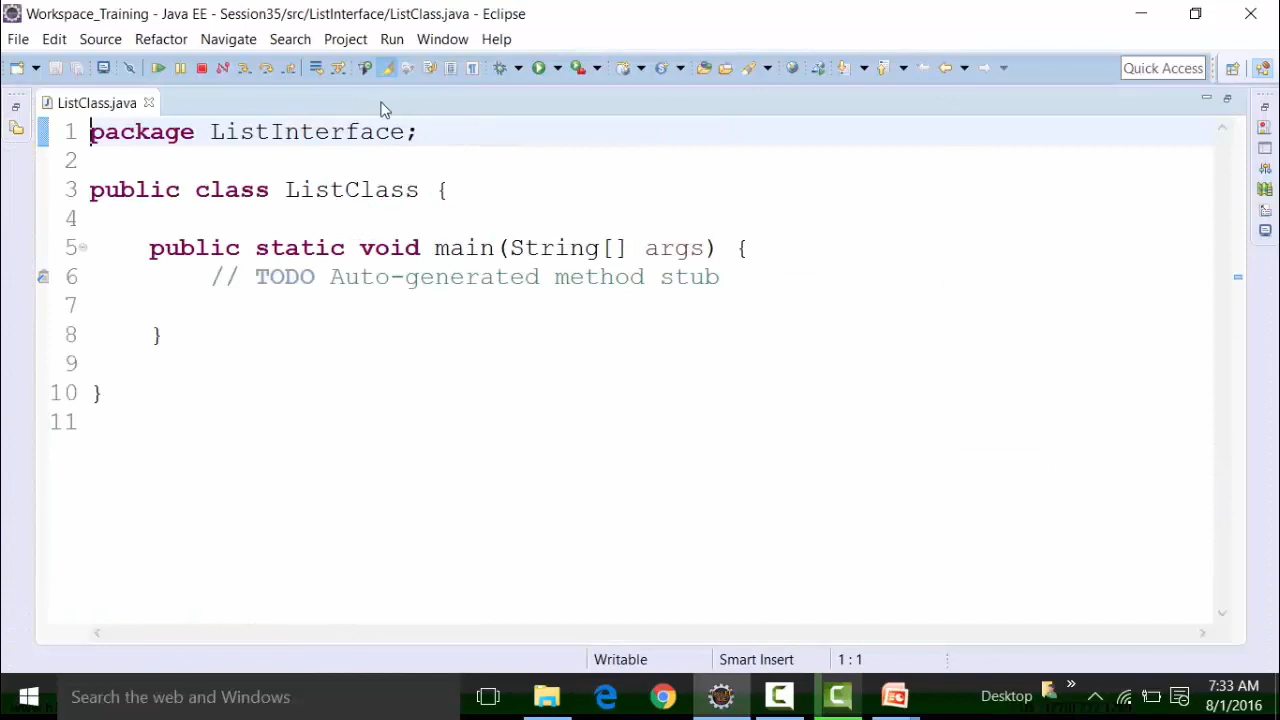 Workspace_Training - Java EE - Session35/src/ListInterface/ListClass.java - Eclipse
File Edit Source Refactor Navigate Search Project Run Window Help
Quick Access
ListClass.java
1 package ListInterface;
2
3 public class ListClass {
4
5 public static void main(String[] args) {
6 // TODO Auto-generated method stub
7
8 }
9
10 }
11
Writable Smart Insert 1 : 1
Search the web and Windows
Desktop
7:33 AM
8/1/2016